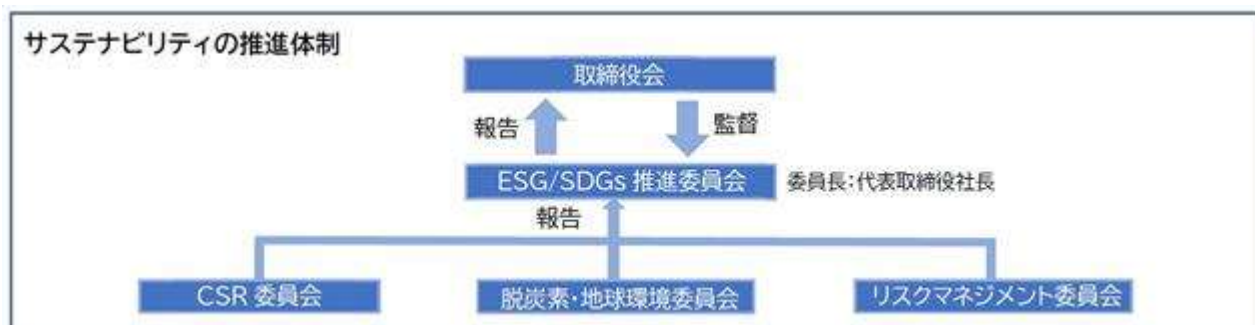 サステナビリティの推進体制
取締役会
報告
監督
ESG/SDGs 推進委員会
委員長:代表取締役社長
報告
CSR 委員会
脱炭素・地球環境委員会
リスクマネジメント委員会